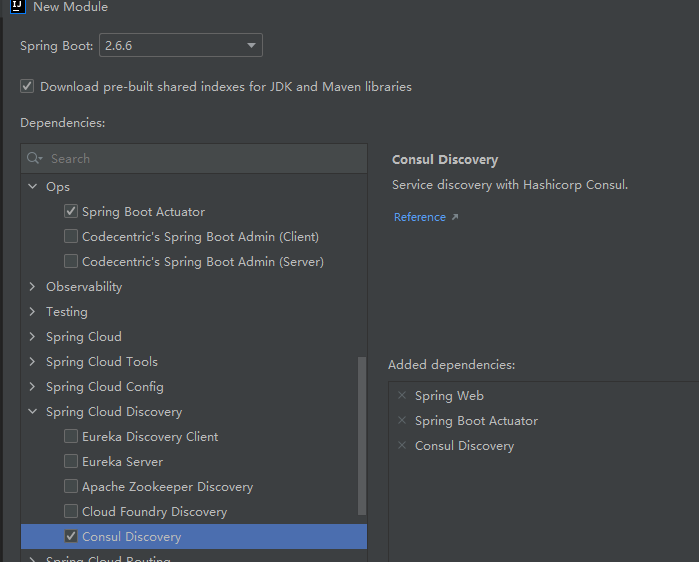 IJ New Module
Spring Boot: 2.6.6
Download pre-built shared indexes for JDK and Maven libraries
Dependencies:
Search
Ops
Spring Boot Actuator
Codecentric's Spring Boot Admin (Client)
Codecentric's Spring Boot Admin (Server)
Observability
Testing
Spring Cloud
Spring Cloud Tools
Spring Cloud Config
Spring Cloud Discovery
Eureka Discovery Client
Eureka Server
Apache Zookeeper Discovery
Cloud Foundry Discovery
Consul Discovery
Spring Cloud Routing
Consul Discovery
Service discovery with Hashicorp Consul.
Reference
Added dependencies:
Spring Web
Spring Boot Actuator
Consul Discovery